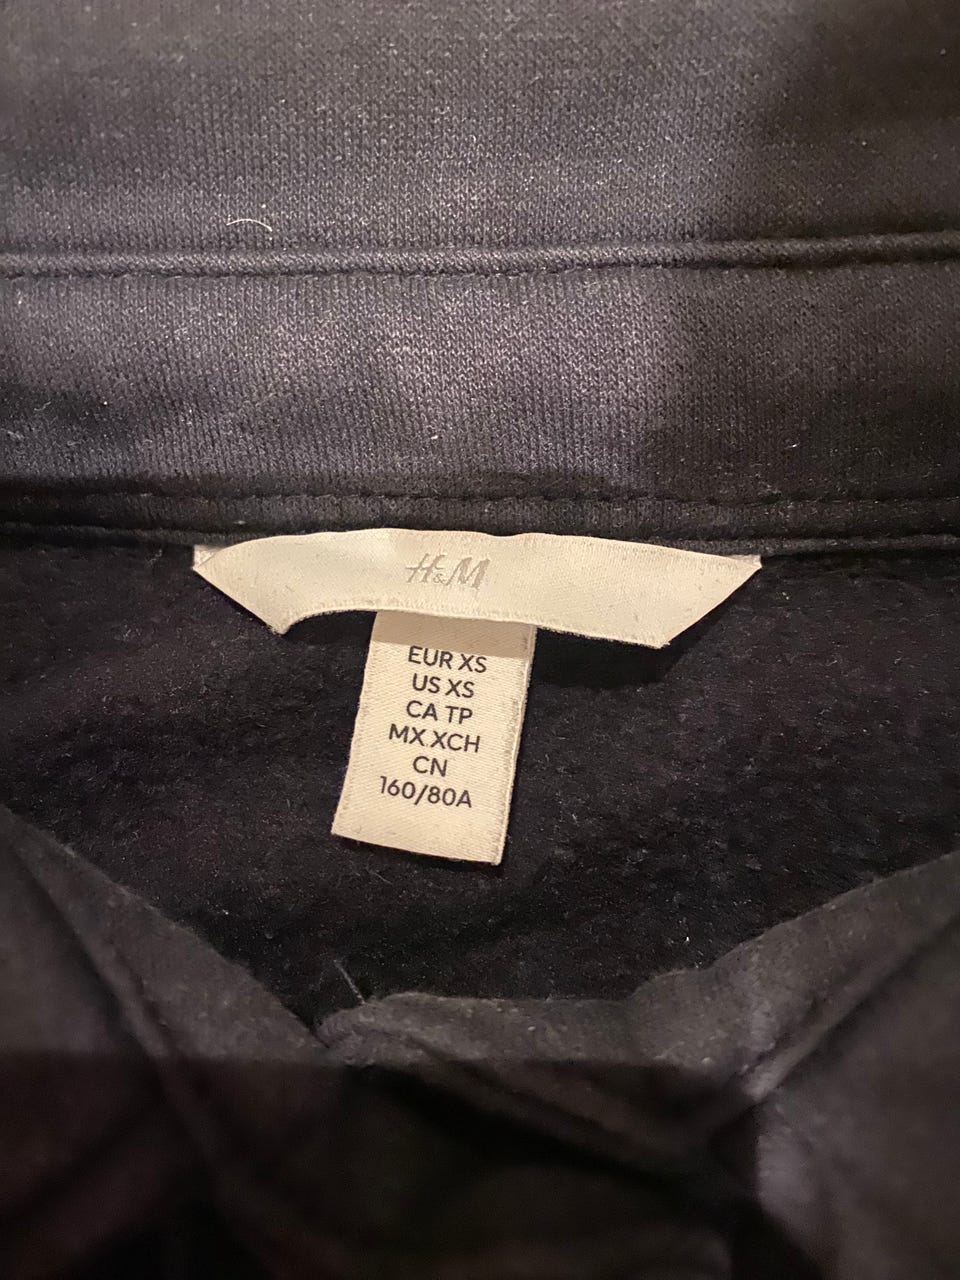 H&M
EUR XS
US XS
CA TP
MX XCH
CN
160/80A